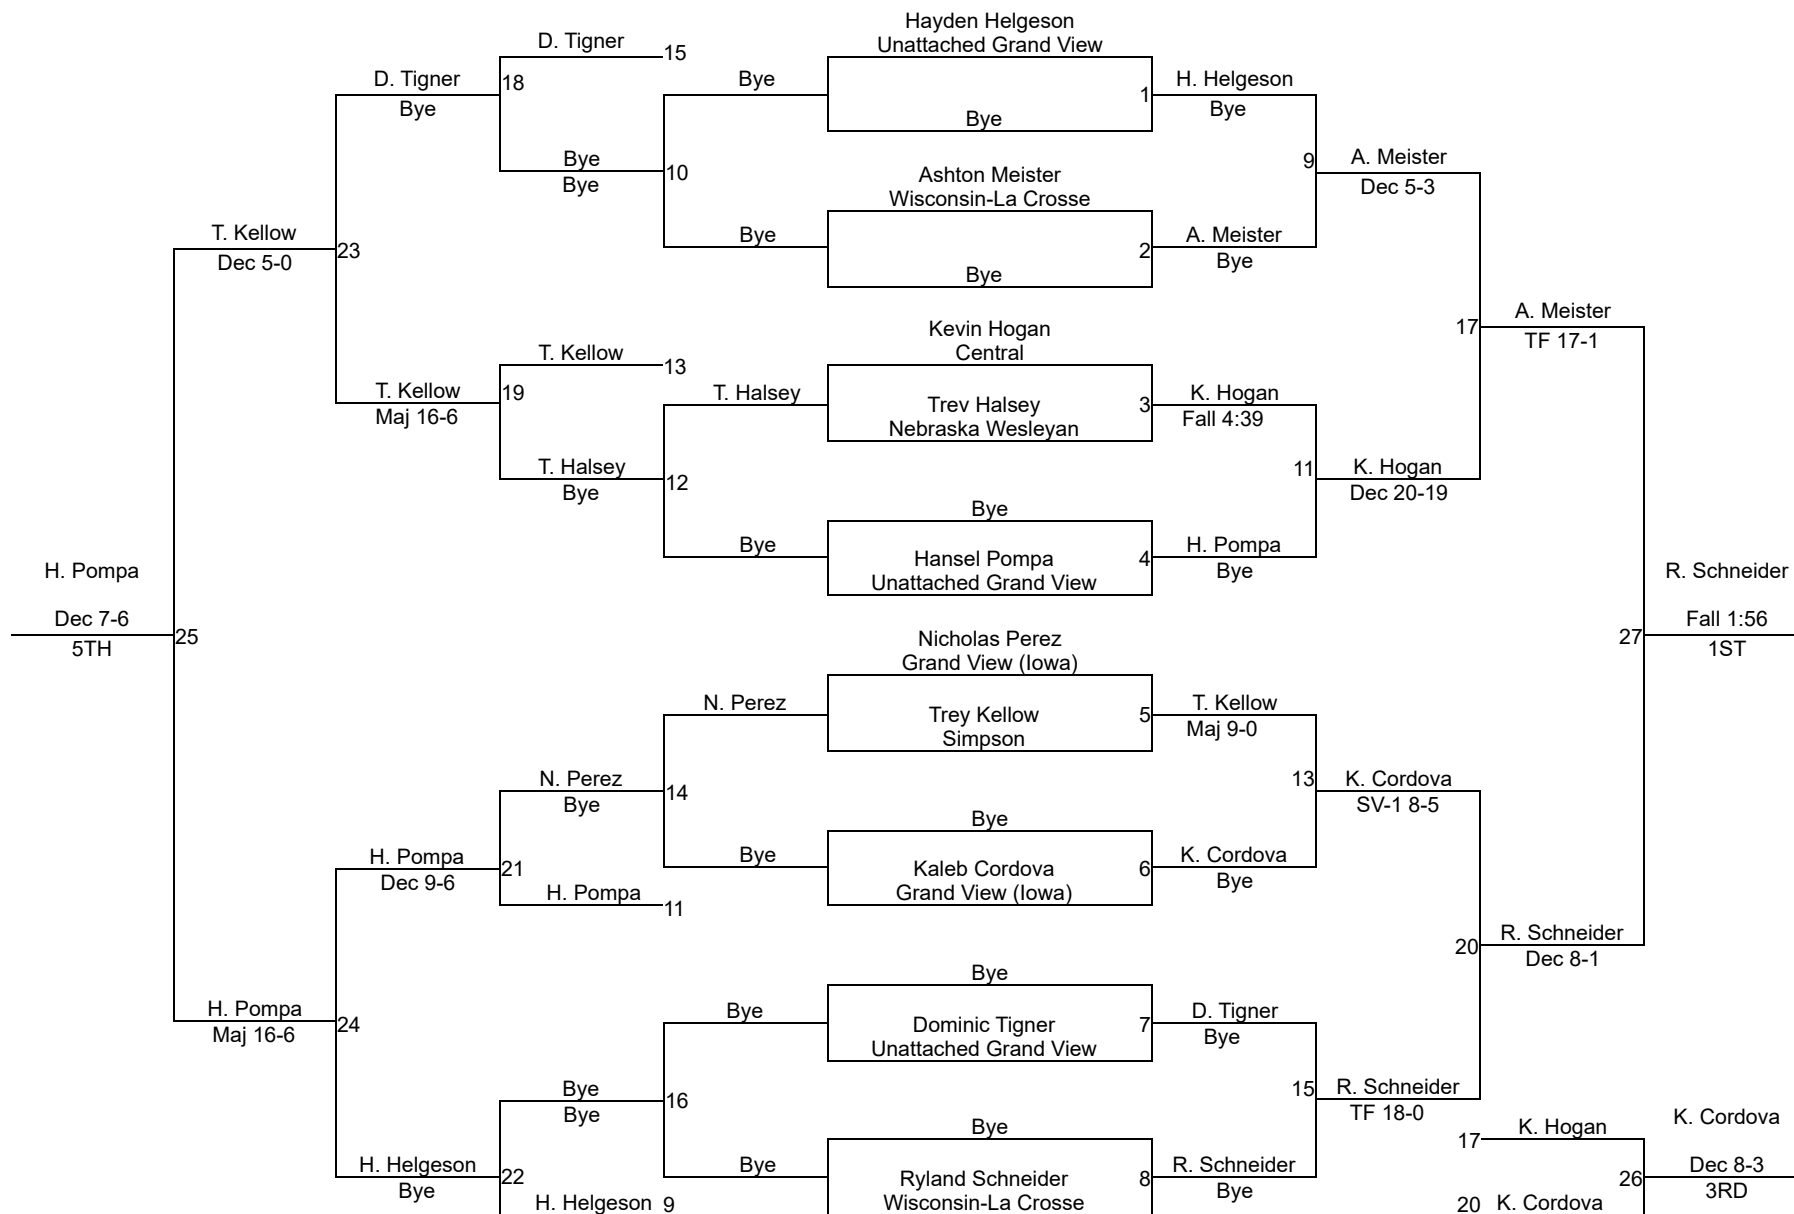 Hayden Helgeson
Unattached Grand View
D. Tigner
15
D. Tigner
18
Bye
1
H. Helgeson
Bye
Bye
Bye
Bye
Bye
10
9
A. Meister
Dec 5-3
Ashton Meister
Wisconsin-La Crosse
T. Kellow
Dec 5-0
23
Bye
2
A. Meister
Bye
Bye
Kevin Hogan
Central
17
A. Meister
TF 17-1
T. Kellow
13
T. Kellow
Maj 16-6
19
T. Halsey
Trev Halsey
Nebraska Wesleyan
3
K. Hogan
Fall 4:39
T. Halsey
Bye
12
11
K. Hogan
Dec 20-19
Bye
Bye
Hansel Pompa
Unattached Grand View
4
H. Pompa
Bye
H. Pompa
Dec 7-6
5TH
25
R. Schneider
Fall 1:56
1ST
27
Nicholas Perez
Grand View (Iowa)
N. Perez
Trey Kellow
Simpson
5
T. Kellow
Maj 9-0
N. Perez
Bye
14
13
K. Cordova
SV-1 8-5
Bye
H. Pompa
Dec 9-6
21
Bye
Kaleb Cordova
Grand View (Iowa)
6
K. Cordova
Bye
H. Pompa
11
20
R. Schneider
Dec 8-1
Bye
H. Pompa
Maj 16-6
24
Bye
Dominic Tigner
Unattached Grand View
7
D. Tigner
Bye
Bye
Bye
16
15
R. Schneider
TF 18-0
Bye
H. Helgeson
Bye
22
Bye
Ryland Schneider
Wisconsin-La Crosse
8
R. Schneider
Bye
H. Helgeson
9
17
K. Hogan
K. Cordova
Dec 8-3
3RD
26
20
K. Cordova